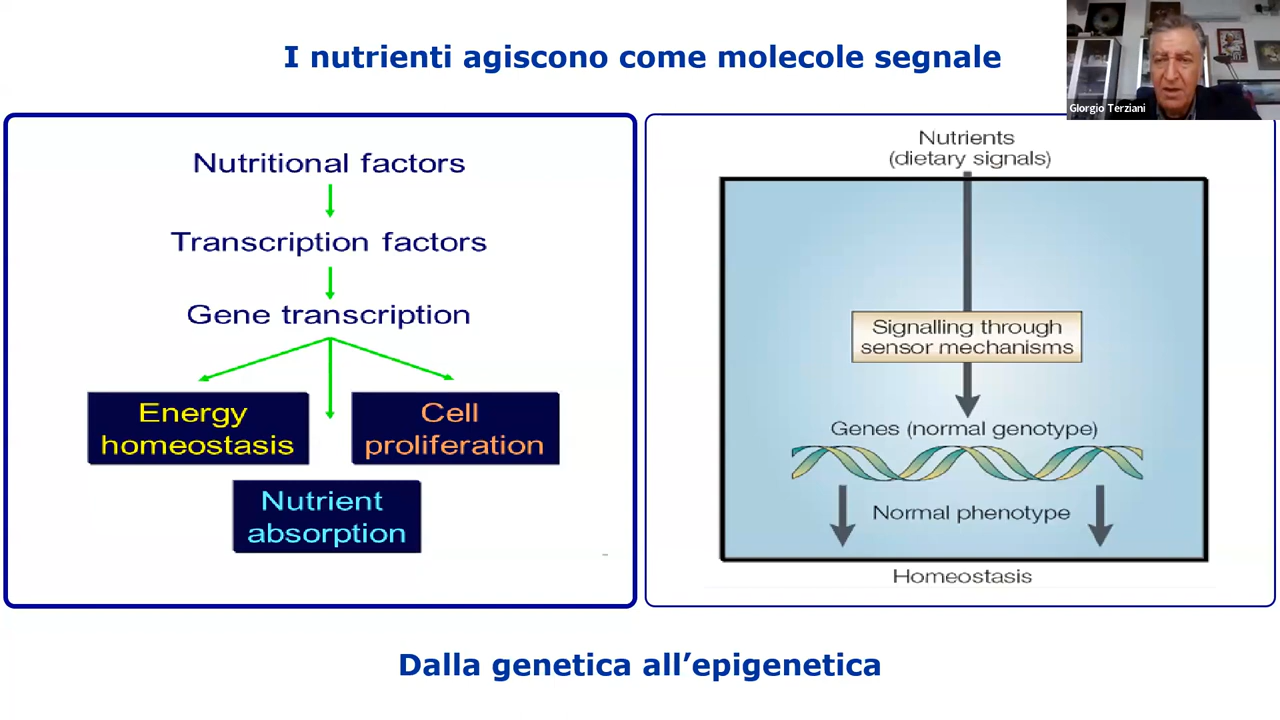 I nutrienti agiscono come molecole segnale
GIorgio Terziani
Nutritional factors
Transcription factors
Gene transcription
Energy
homeostasis
Cell
proliferation
Nutrient
absorption
Nutrients
(dietary signals)
Signalling through
sensor mechanisms
Genes (normal genotype)
Normal phenotype
Homeostasis
Dalla genetica all’epigenetica